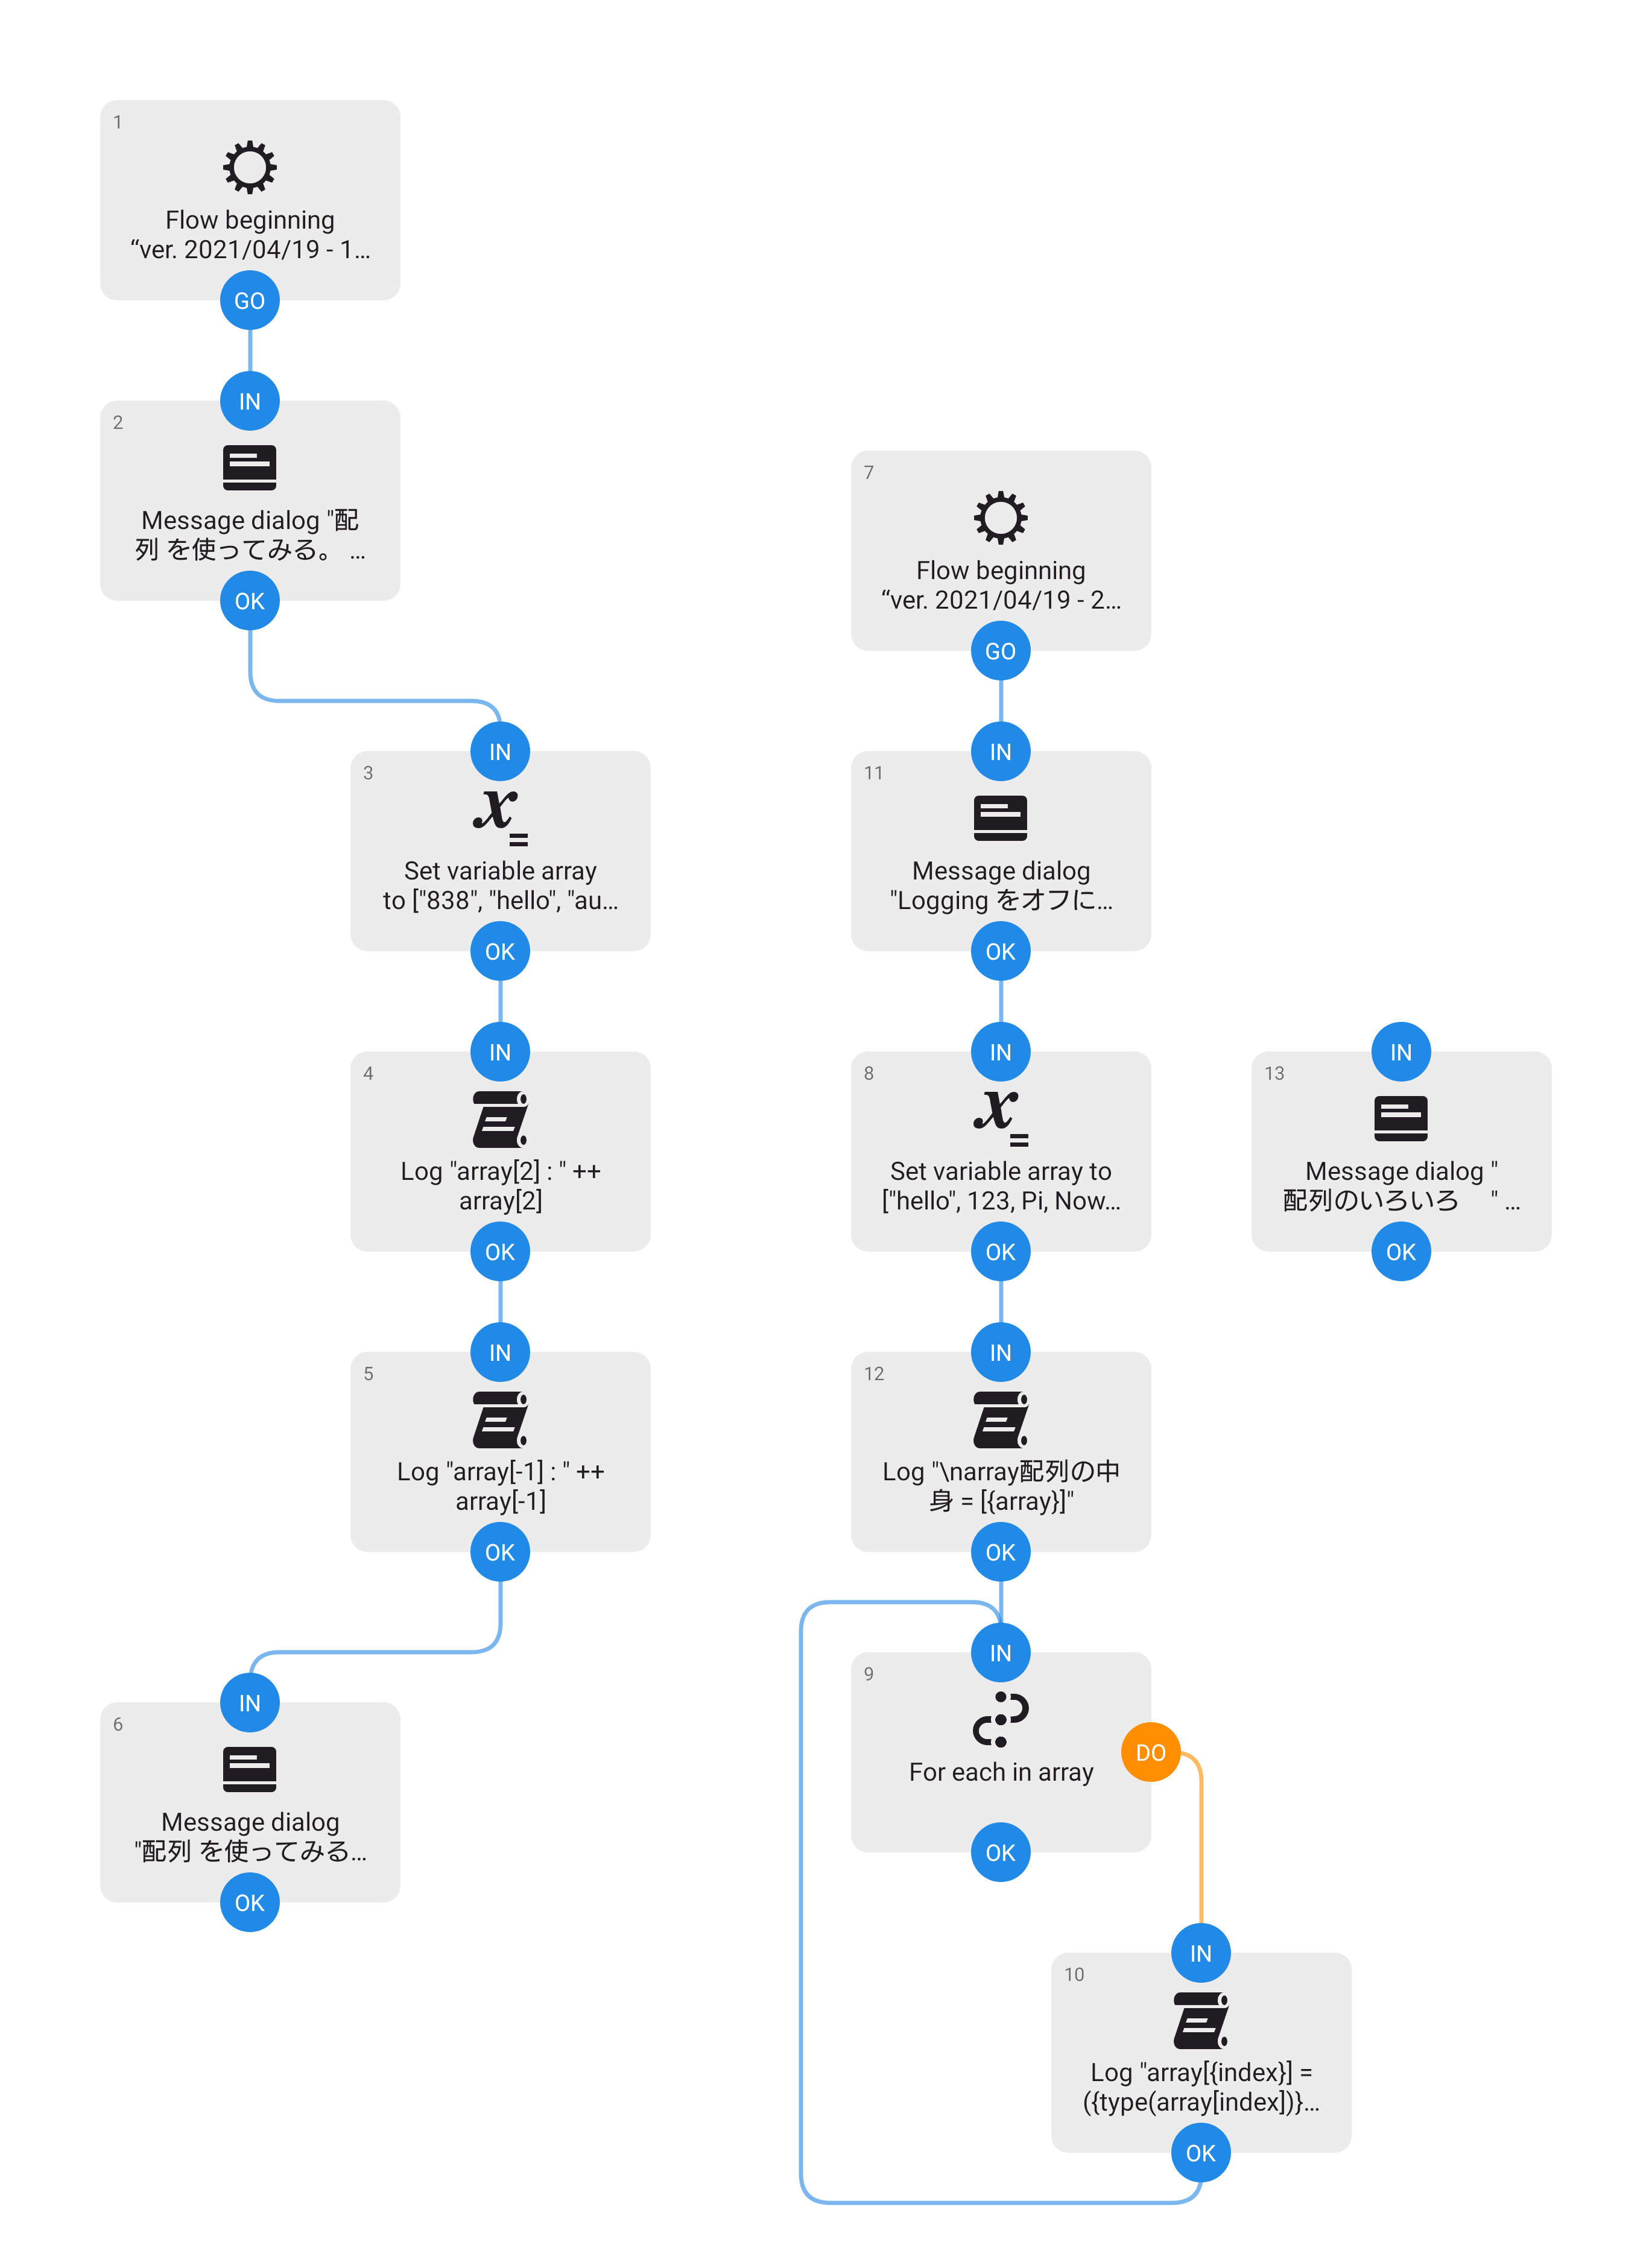 1
Flow beginning
“ver. 2021/04/19 - 1…
GO
IN
2
Message dialog "配
列 を使ってみる。 …
OK
IN
3
x=
Set variable array
to ["838", "hello", "au…
OK
IN
4
Log "array[2] : " ++
array[2]
OK
IN
5
Log "array[-1] : " ++
array[-1]
OK
IN
6
Message dialog
"配列 を使ってみる…
OK
7
Flow beginning
“ver. 2021/04/19 - 2…
GO
IN
11
Message dialog
"Logging をオフに…
OK
IN
8
x=
Set variable array to
["hello", 123, Pi, Now…
OK
IN
12
Log "\narray配列の中
身 = [{array}]"
OK
IN
9
For each in array
DO
OK
IN
10
Log "array[{index}] =
({type(array[index])}…
OK
IN
13
Message dialog "
配列のいろいろ　" …
OK